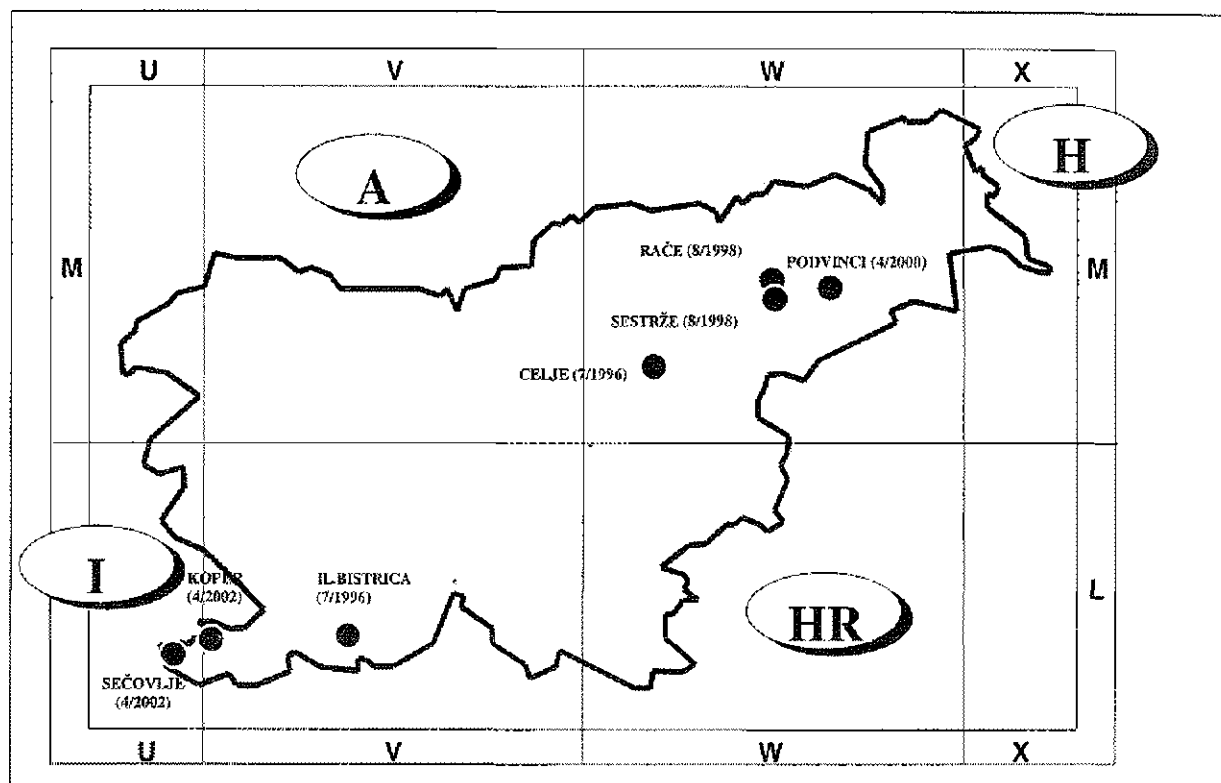 U V W X
A
H
M
RAČE (8/1998)
PODVINCI (4/2000)
M
SESTRŽE (8/1998)
CELJE (7/1996)
I
KOPER
(4/2002)
IL-BISTRICA
(7/1996)
L
HR
SEČOVLJE
(4/2002)
U V W X